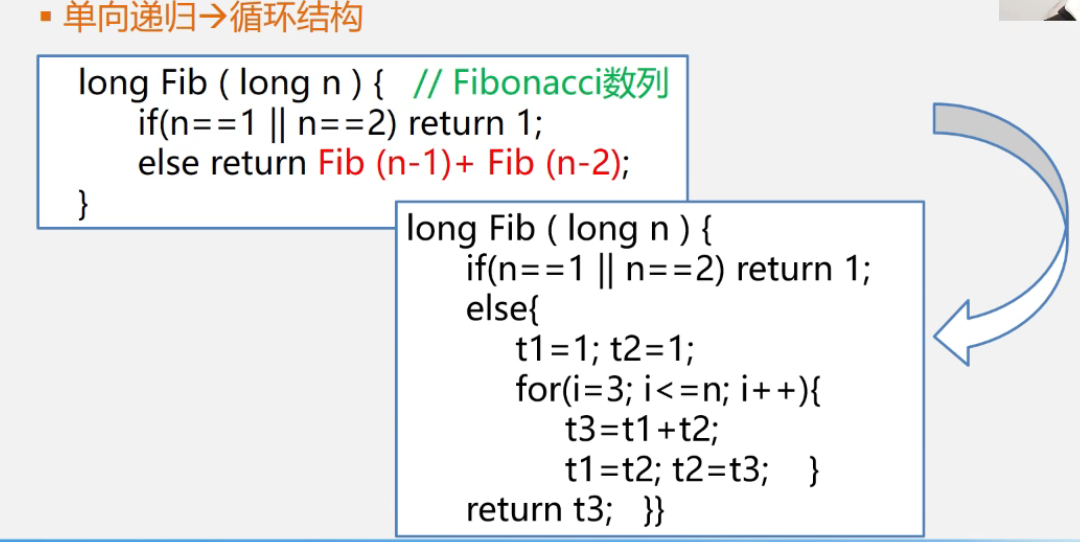 ▪ 单向递归→循环结构
long Fib ( long n ) { // Fibonacci数列
if(n==1 || n==2) return 1;
else return Fib (n-1)+ Fib (n-2);
}
long Fib ( long n ) {
if(n==1 || n==2) return 1;
else{
t1=1; t2=1;
for(i=3; i<=n; i++){
t3=t1+t2;
t1=t2; t2=t3; }
return t3; }}